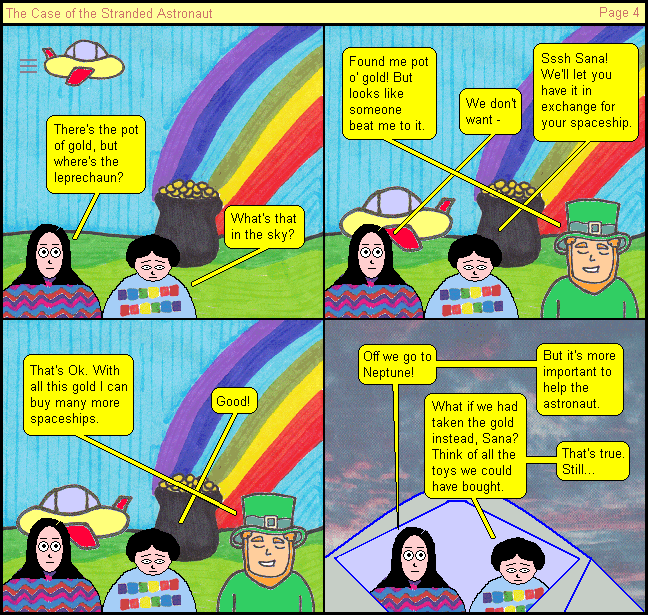 The Case of the Stranded Astronaut
Page 4
There's the pot
of gold, but
where's the
leprechaun?
What's that
in the sky?
Found me pot
o' gold! But
looks like
someone
beat me to it.
We don't
want -
Sssh Sana!
We'll let you
have it in
exchange for
your spaceship.
That's Ok. With
all this gold I can
buy many more
spaceships.
Good!
Off we go to
Neptune!
But it's more
important to
help the
astronaut.
What if we had
taken the gold
instead, Sana?
Think of all the
toys we could
have bought.
That's true.
Still...